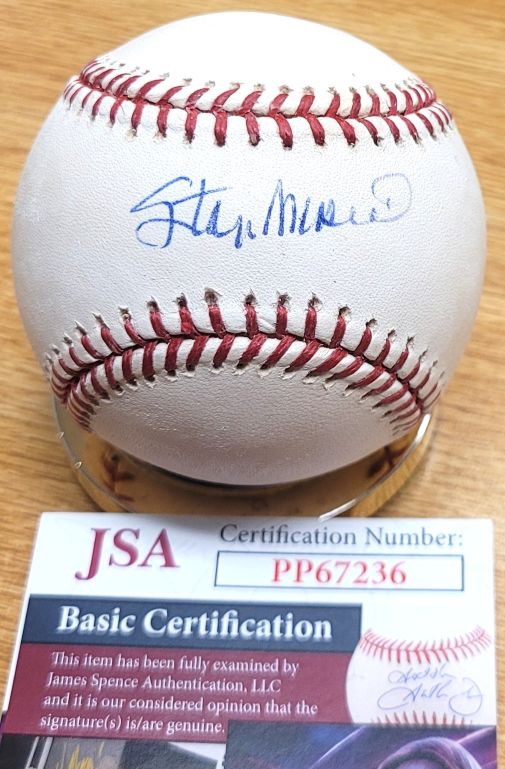 Stan Musial
JSA
Certification Number:
PP67236
Basic Certification
This item has been fully examined by
James Spence Authentication, LLC
and it is our considered opinion that the
signature(s) is/are genuine.